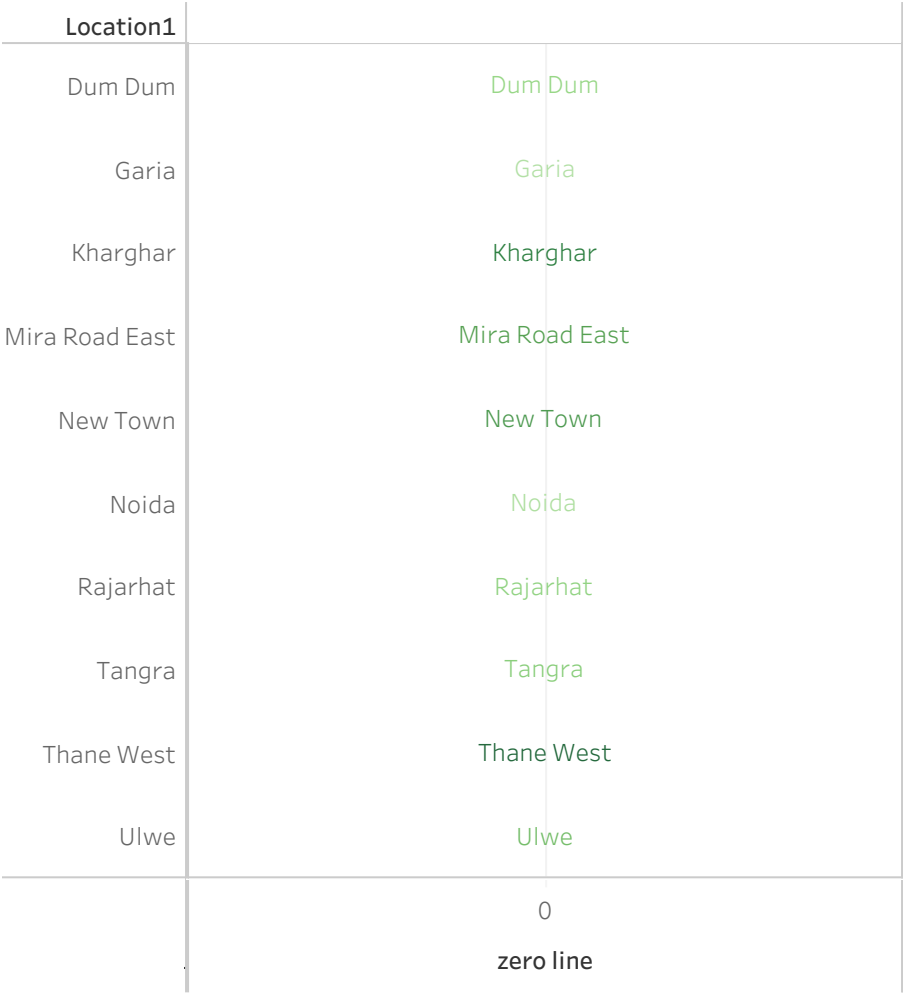 Location1
Dum Dum Dum Dum
Garia Garia
Kharghar Kharghar
Mira Road East Mira Road East
New Town New Town
Noida Noida
Rajarhat Rajarhat
Tangra Tangra
Thane West Thane West
Ulwe Ulwe
0
zero line